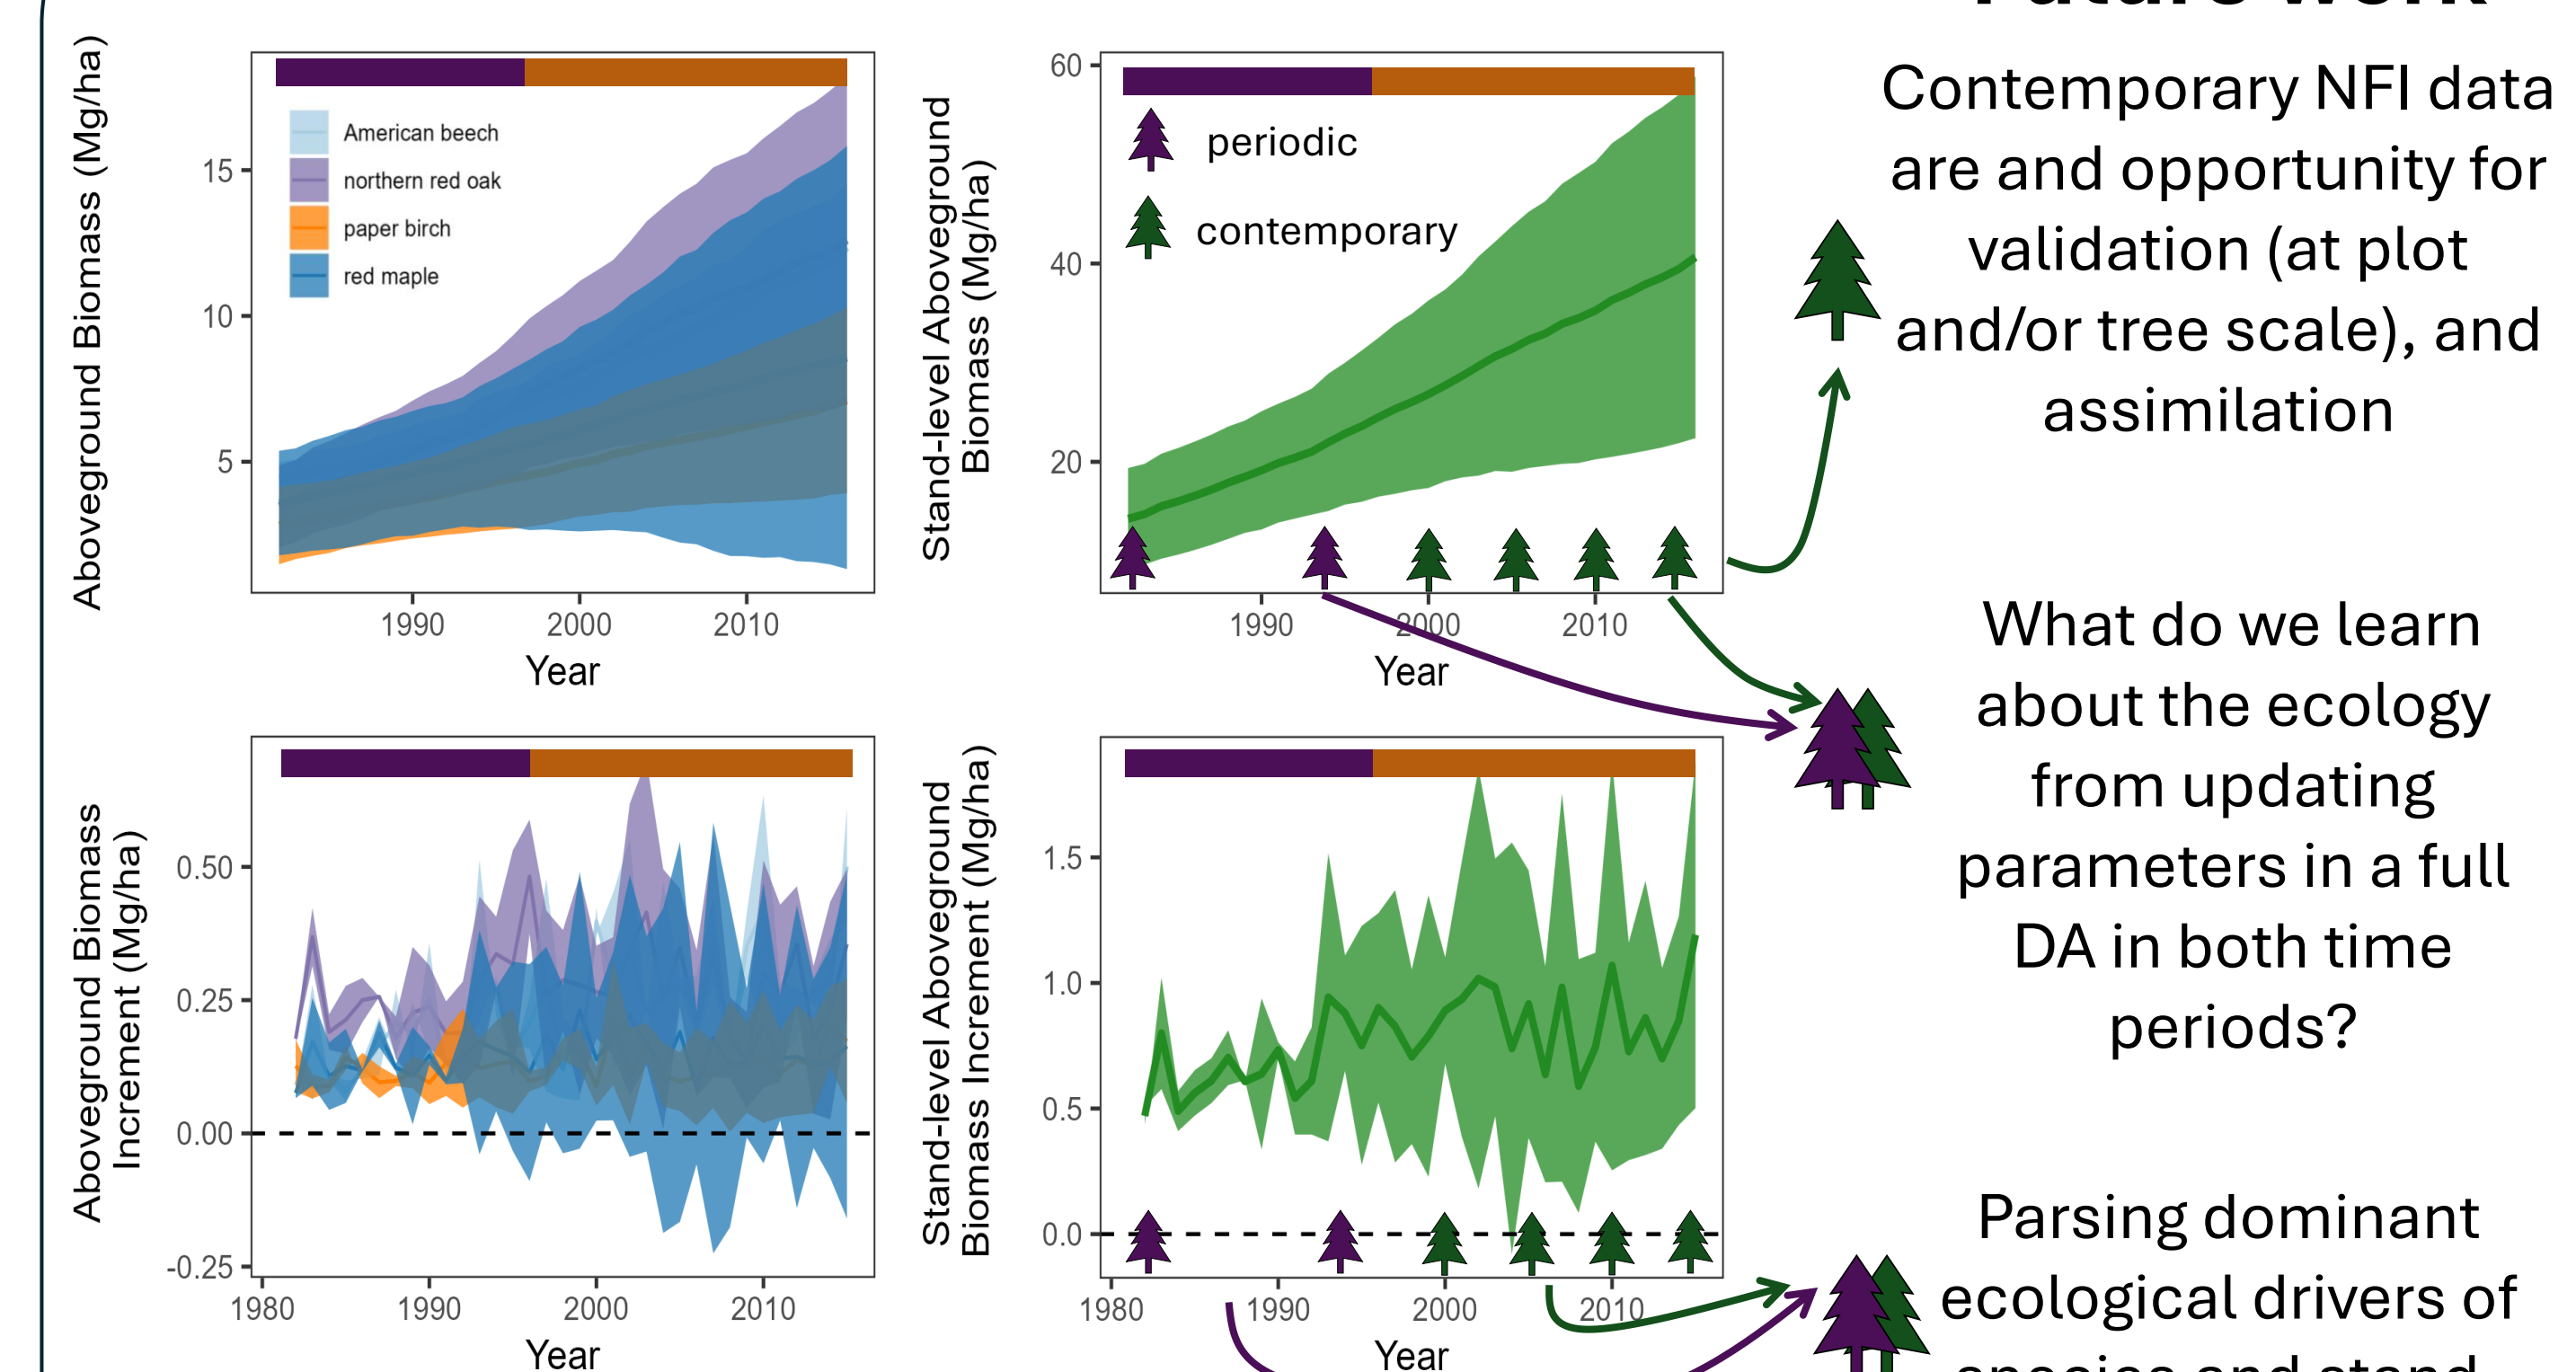 Aboveground Biomass (Mg/ha)
15
10
5
American beech
northern red oak
paper birch
red maple
1990
2000
2010
Year
Stand-level Aboveground
Biomass (Mg/ha)
60
40
20
periodic
contemporary
1990
2000
2010
Year
Aboveground Biomass
Increment (Mg/ha)
0.50
0.25
0.00
-0.25
1980
1990
2000
2010
Year
Stand-level Aboveground
Biomass Increment (Mg/ha)
1.5
1.0
0.5
0.0
1980
1990
2000
2010
Year
Future work
Contemporary NFI data
are and opportunity for
validation (at plot
and/or tree scale), and
assimilation
What do we learn
about the ecology
from updating
parameters in a full
DA in both time
periods?
Parsing dominant
ecological drivers of
species and stand